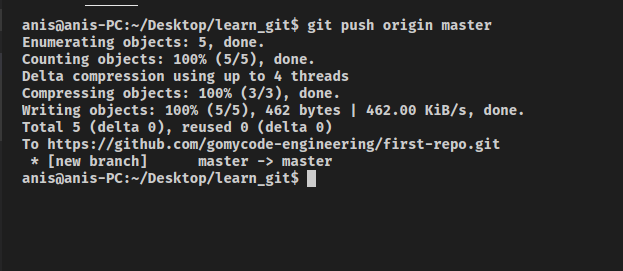 anis@anis-PC:~/Desktop/learn_git$ git push origin master
Enumerating objects: 5, done.
Counting objects: 100% (5/5), done.
Delta compression using up to 4 threads
Compressing objects: 100% (3/3), done.
Writing objects: 100% (5/5), 462 bytes | 462.00 KiB/s, done.
Total 5 (delta 0), reused 0 (delta 0)
To https://github.com/gomycode-engineering/first-repo.git
 * [new branch]      master -> master
anis@anis-PC:~/Desktop/learn_git$